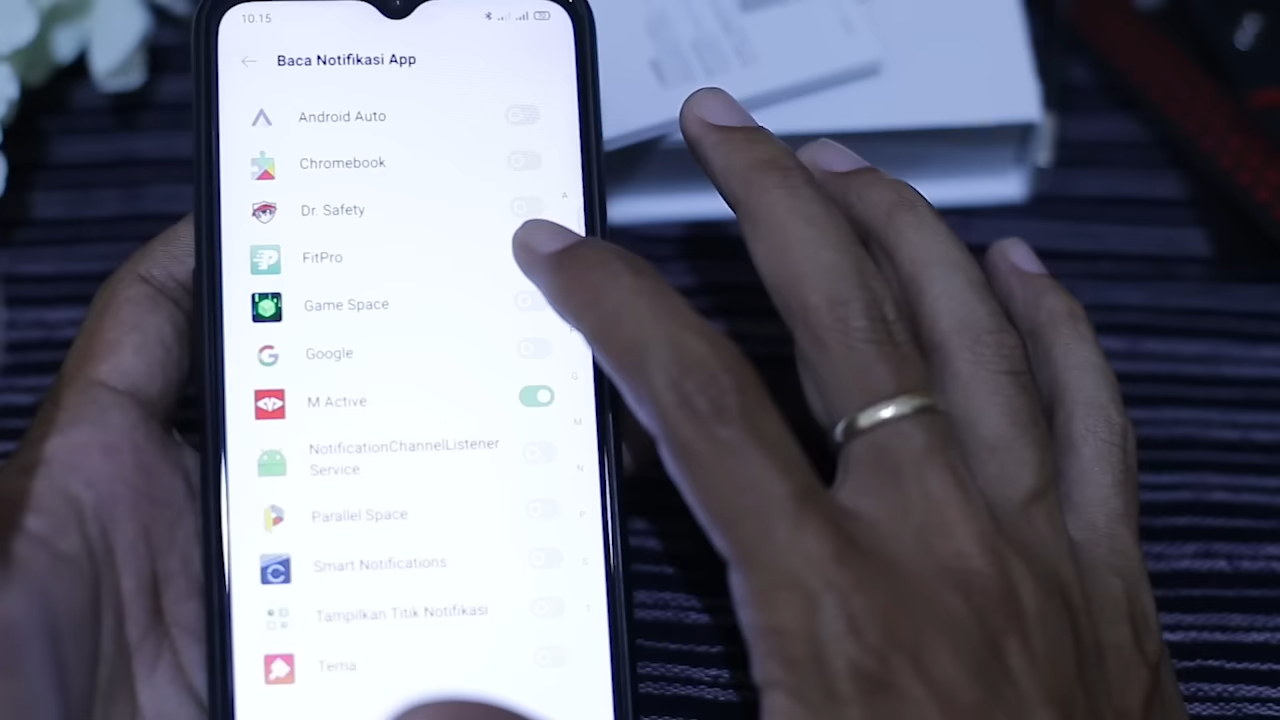 10.15
Baca Notifikasi App
Android Auto
Chromebook
A
Dr. Safety
FitPro
Game Space
Google
G
M Active
M
NotificationChannelListener
Service
N
Parallel Space
P
Smart Notifications
S
Tampilkan Titik Notifikasi
T
Tema